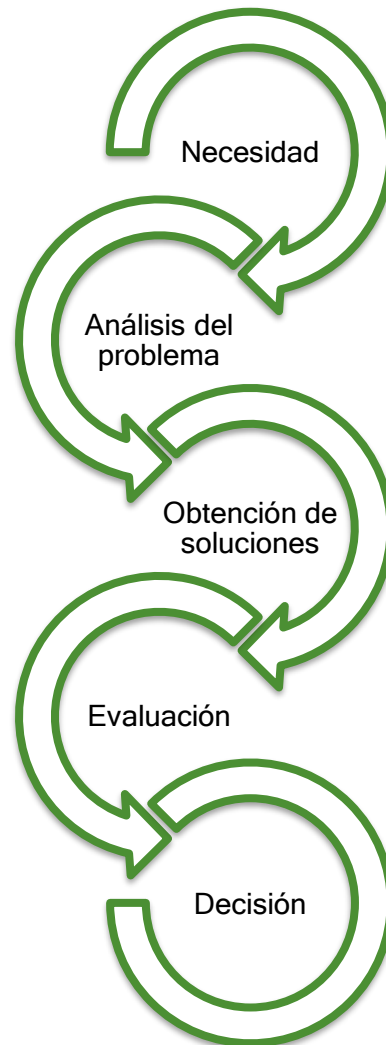 Necesidad
Análisis del
problema
Obtención de
soluciones
Evaluación
Decisión